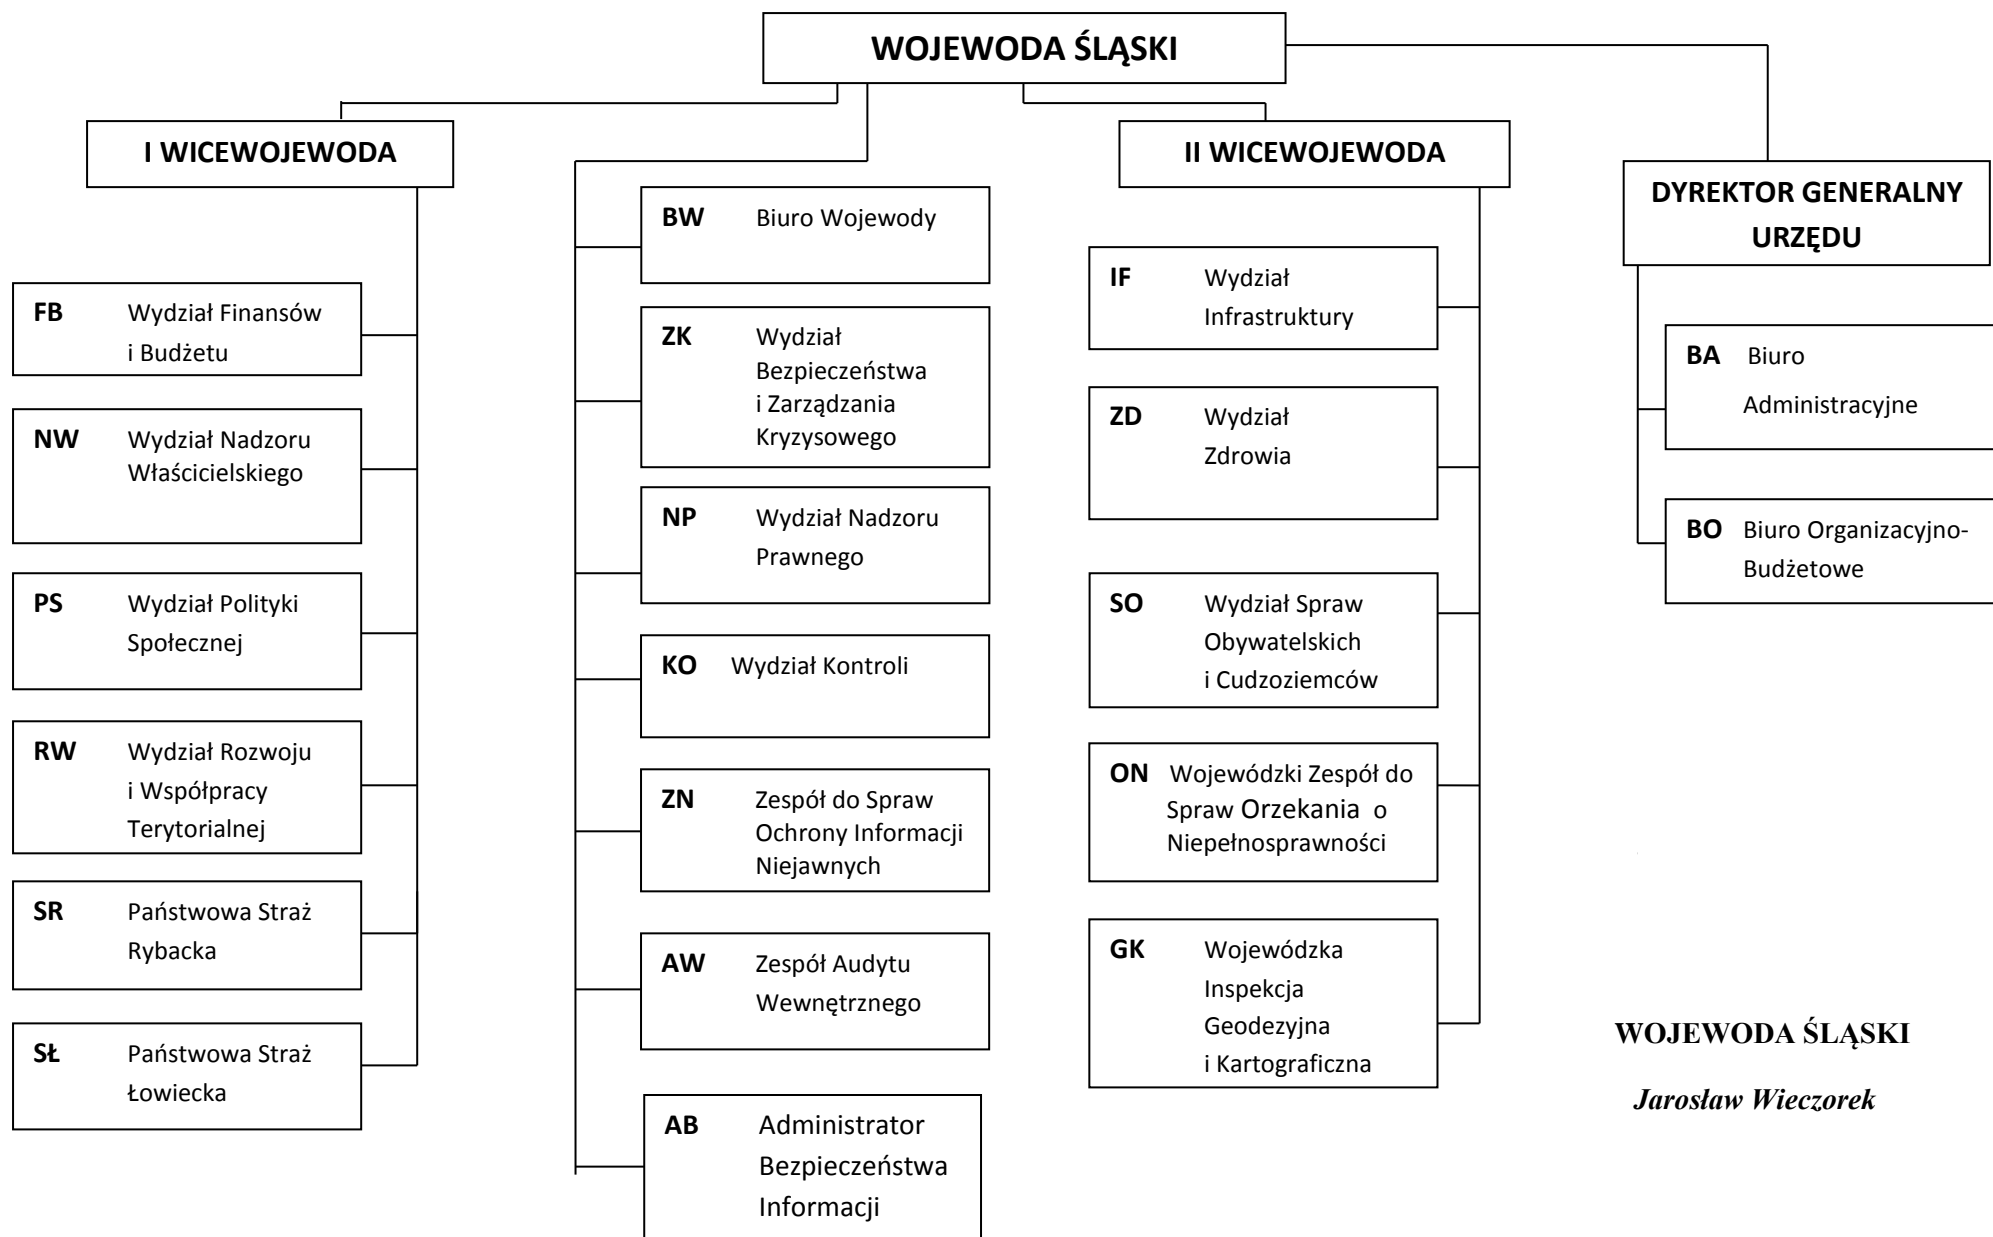 WOJEWODA ŚLĄSKI
I WICEWOJEWODA
FB Wydział Finansów
i Budżetu
NW Wydział Nadzoru
Właścicielskiego
PS Wydział Polityki
Społecznej
RW Wydział Rozwoju
i Współpracy
Terytorialnej
SR Państwowa Straż
Rybacka
SŁ Państwowa Straż
Łowiecka
BW Biuro Wojewody
ZK Wydział
Bezpieczeństwa
i Zarządzania
Kryzysowego
NP Wydział Nadzoru
Prawnego
KO Wydział Kontroli
ZN Zespół do Spraw
Ochrony Informacji
Niejawnych
AW Zespół Audytu
Wewnętrznego
AB Administrator
Bezpieczeństwa
Informacji
II WICEWOJEWODA
IF Wydział
Infrastruktury
ZD Wydział
Zdrowia
SO Wydział Spraw
Obywatelskich
i Cudzoziemców
ON Wojewódzki Zespół do
Spraw Orzekania o
Niepełnosprawności
GK Wojewódzka
Inspekcja
Geodezyjna
i Kartograficzna
DYREKTOR GENERALNY
URZĘDU
BA Biuro
Administracyjne
BO Biuro Organizacyjno-
Budżetowe
WOJEWODA ŚLĄSKI
Jarosław Wieczorek